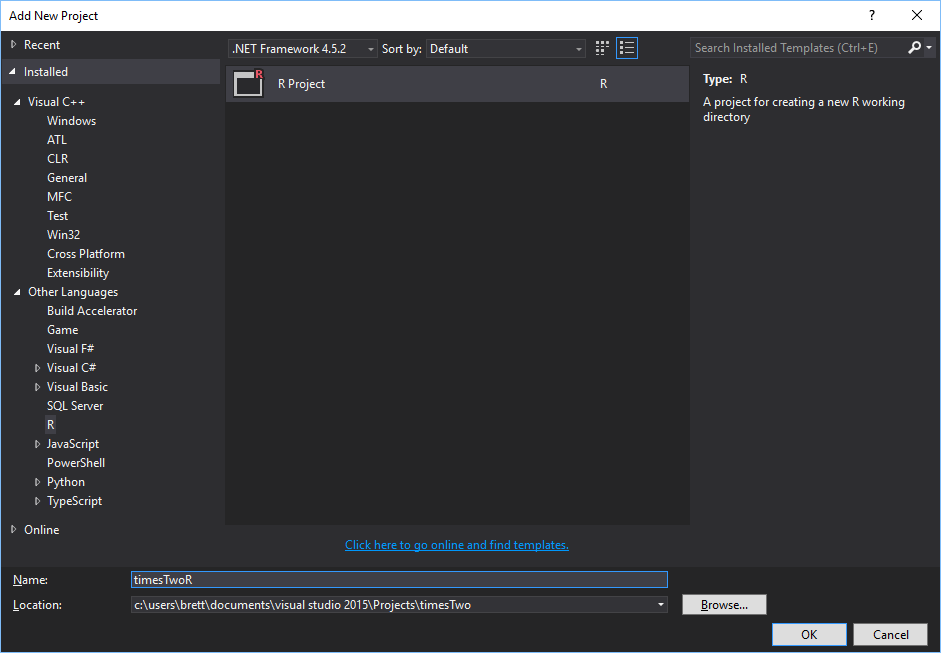 Add New Project
?
Recent
.NET Framework 4.5.2
Sort by: Default
Search Installed Templates (Ctrl+E)
Installed
R Project
R
Type: R
A project for creating a new R working
directory
Visual C++
Windows
ATL
CLR
General
MFC
Test
Win32
Cross Platform
Extensibility
Other Languages
Build Accelerator
Game
Visual F#
Visual C#
Visual Basic
SQL Server
R
JavaScript
PowerShell
Python
TypeScript
Online
Click here to go online and find templates.
Name: timesTwoR
Location: c:\users\brett\documents\visual studio 2015\Projects\timesTwo
Browse...
OK
Cancel